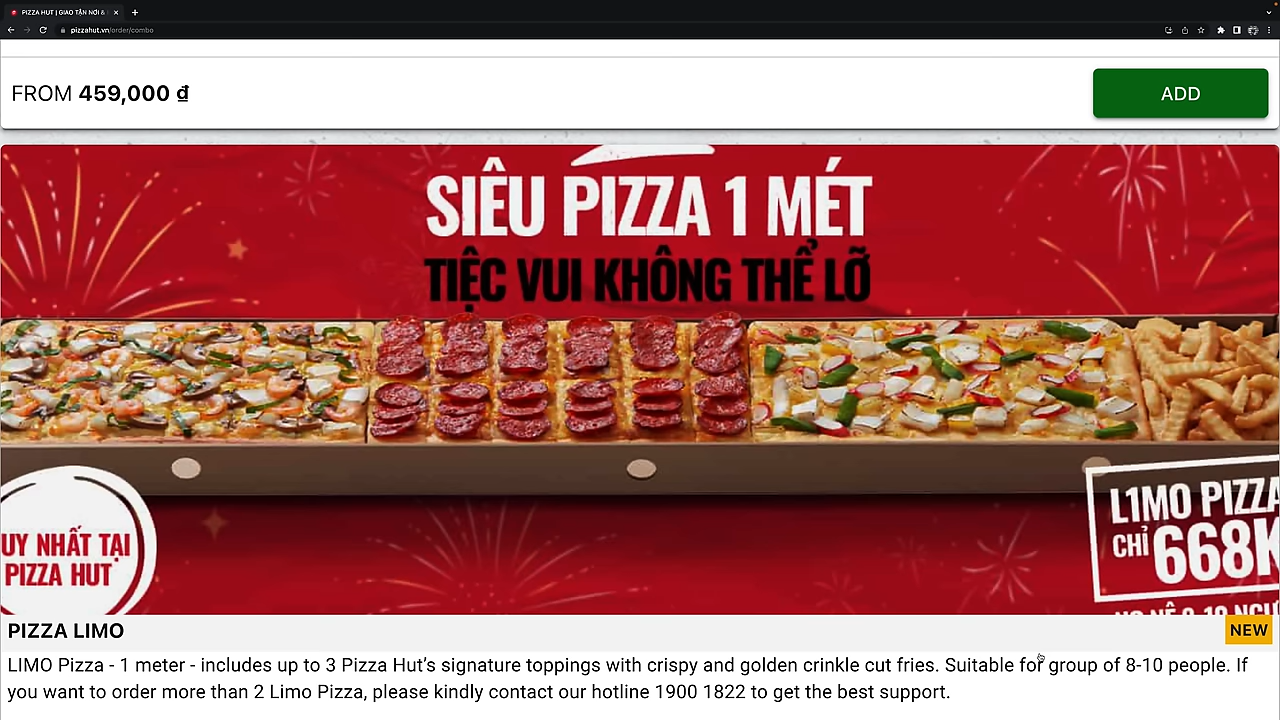 PIZZA HUT | GIAO TẬN NƠI &
pizzahut.vn/order/combo
FROM 459,000 ₫
ADD
SIÊU PIZZA 1 MÉT
TIỆC VUI KHÔNG THỂ LỠ
UY NHẤT TẠI
PIZZA HUT
L1MO PIZZA
CHỈ 668K
PIZZA LIMO
NEW
LIMO Pizza - 1 meter - includes up to 3 Pizza Hut’s signature toppings with crispy and golden crinkle cut fries. Suitable for group of 8-10 people. If
you want to order more than 2 Limo Pizza, please kindly contact our hotline 1900 1822 to get the best support.